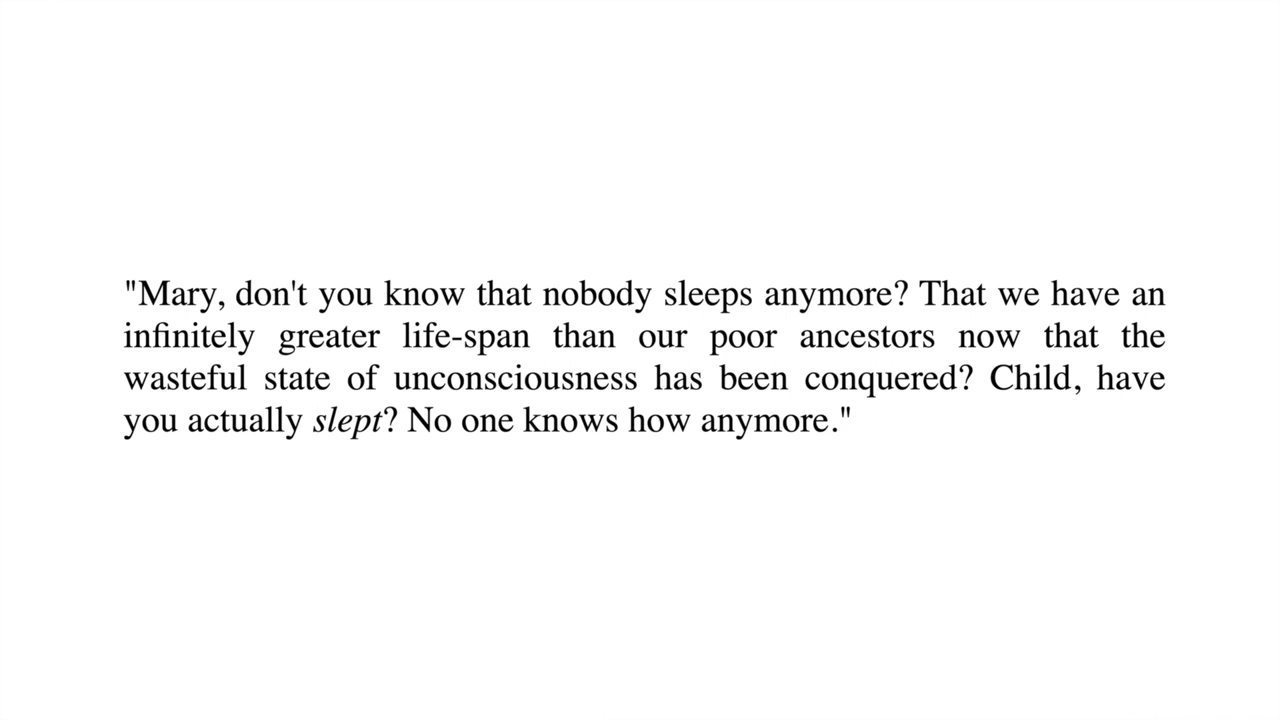 "Mary, don't you know that nobody sleeps anymore? That we have an
infinitely greater life-span than our poor ancestors now that the
wasteful state of unconsciousness has been conquered? Child, have
you actually slept? No one knows how anymore."